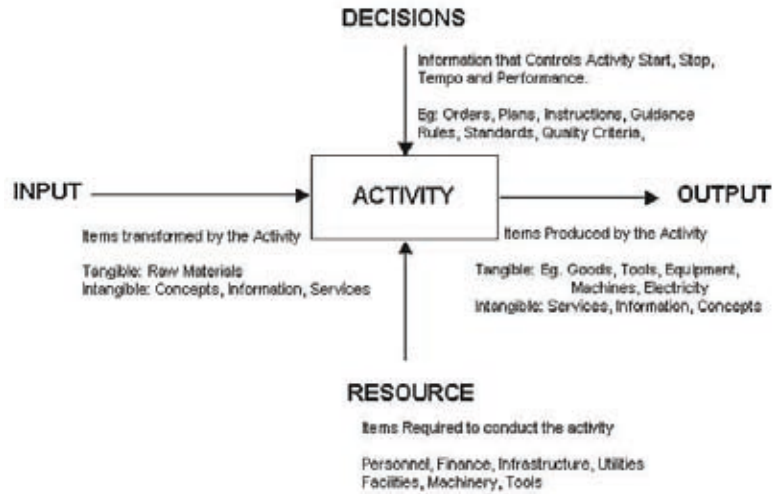 DECISIONS
Information that Controls Activity Start, Stop,
Tempo and Performance.
Eg: Orders, Plans, Instructions, Guidance
Rules, Standards, Quality Criteria,
INPUT
ACTIVITY
OUTPUT
Items transformed by the Activity
Tangible: Raw Materials
Intangible: Concepts, Information, Services
Items Produced by the Activity
Tangible: Eg. Goods, Tools, Equipment,
Machines, Electricity
Intangible: Services, Information, Concepts
RESOURCE
Items Required to conduct the activity
Personnel, Finance, Infrastructure, Utilities
Facilities, Machinery, Tools